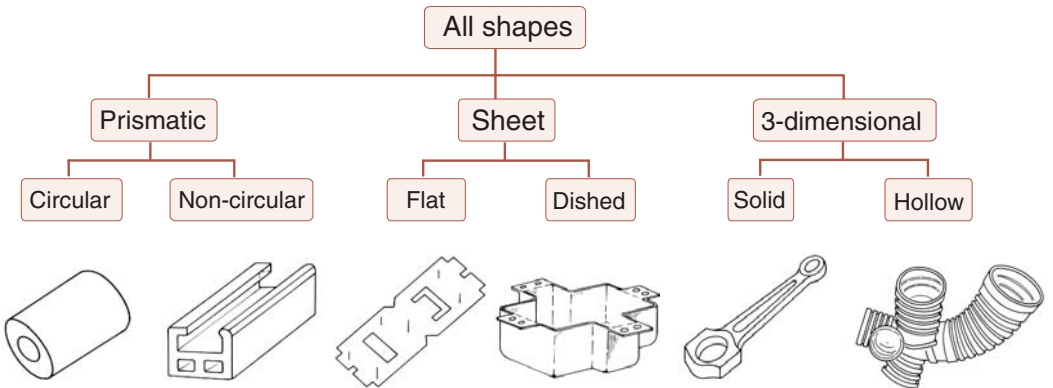 All shapes
Prismatic
Sheet
3-dimensional
Circular
Non-circular
Flat
Dished
Solid
Hollow